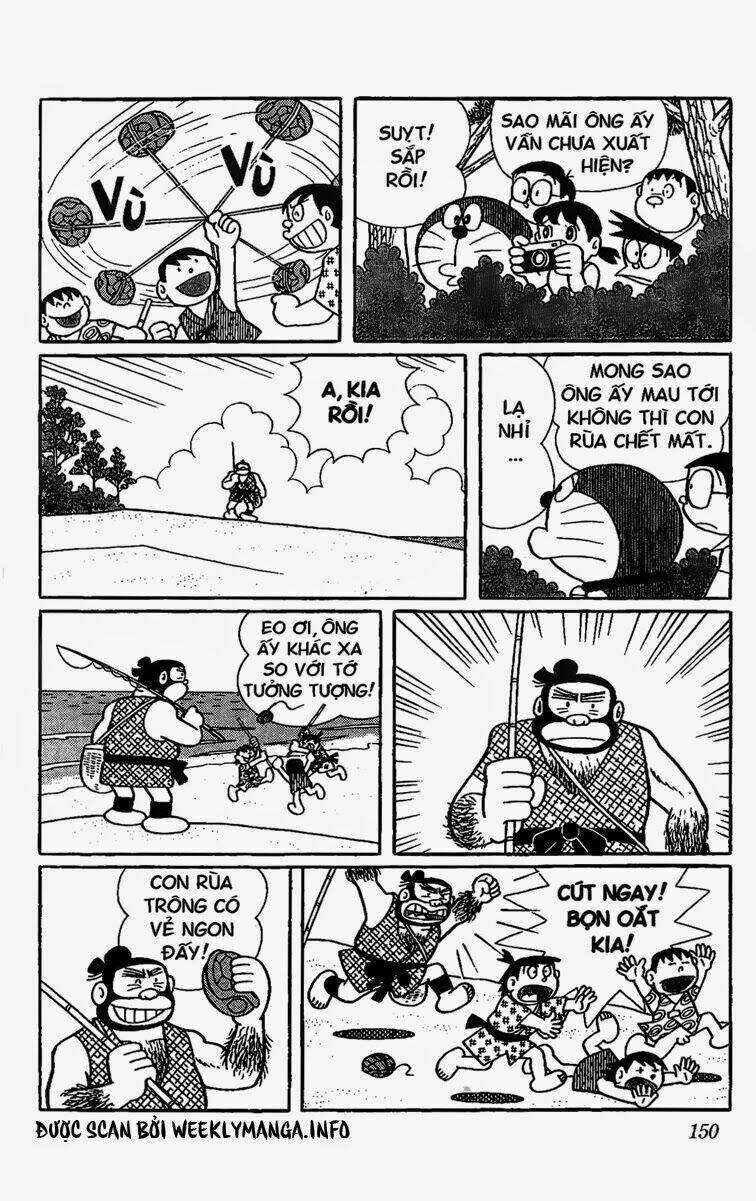 SAO MÃI ÔNG ẤY
VẪN CHƯA XUẤT
HIỆN?
SUỴT!
SẮP
RỒI!
VÙ
VÙ
MONG SAO
ÔNG ẤY MAU TỚI
KHÔNG THÌ CON
RÙA CHẾT MẤT.
LẠ
NHỈ
...
A, KIA
RỒI!
EO ƠI, ÔNG
ẤY KHÁC XA
SO VỚI TỚ
TƯỞNG TƯỢNG!
CÚT NGAY!
BỌN OẮT
KIA!
CON RÙA
TRÔNG CÓ
VẺ NGON
ĐẤY!
ĐƯỢC SCAN BỞI WEEKLYMANGA.INFO
150